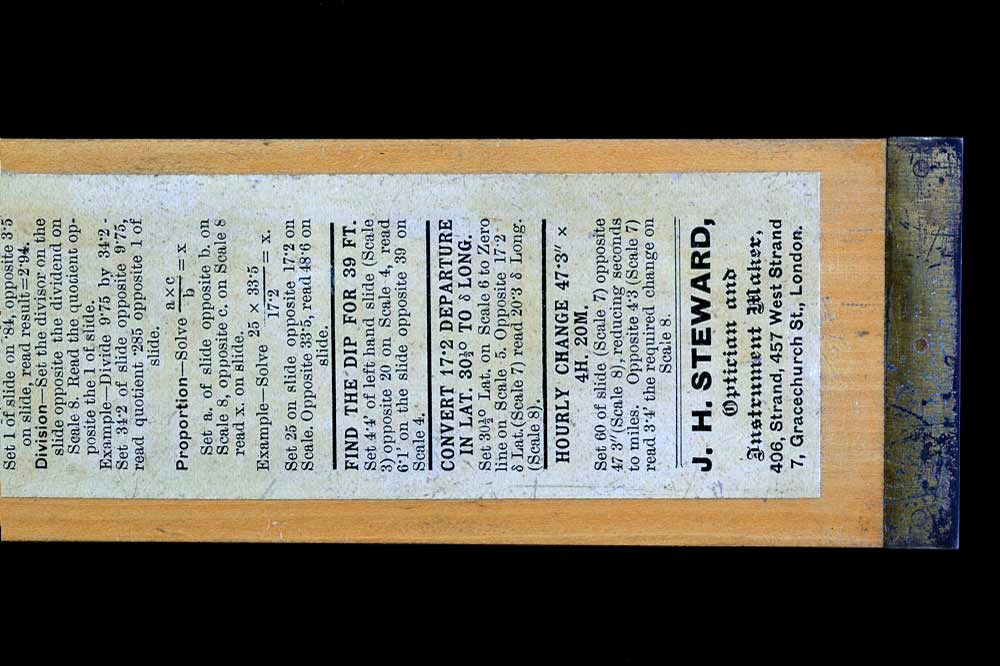 Set 1 of slide on ·84, opposite 3·5
on slide, read result=2·94.
Division—Set the divisor on the
slide opposite the dividend on
Scale 8. Read the quotient op-
posite the 1 of slide.
Example—Divide 9·75 by 34·2 -
Set 34·2 of slide opposite 9·75,
read quotient ·285 opposite 1 of
slide.
Proportion—Solve a×c/b = x
Set a. of slide opposite b. on
Scale 8, opposite c. on Scale 8
read x. on slide.
Example—Solve 25 × 33·5/17·2 = x.
Set 25 on slide opposite 17·2 on
Scale. Opposite 33·5, read 48·6 on
slide.
FIND THE DIP FOR 39 FT.
Set 4·4′ of left hand slide (Scale
3) opposite 20 on Scale 4, read
6·1′ on the slide opposite 39 on
Scale 4.
CONVERT 17·2 DEPARTURE
IN LAT. 30½° TO δ LONG.
Set 30½° Lat. on Scale 6 to Zero
line on Scale 5. Opposite 17·2′
δ Lat.(Scale 7) read 20·3 δ Long.
(Scale 8).
HOURLY CHANGE 47·3″ ×
4H. 20M.
Set 60 of slide (Scale 7) opposite
47·3″(Scale 8), reducing seconds
to miles. Opposite 4·3 (Scale 7)
read 3·4′ the required change on
Scale 8.
J. H. STEWARD,
Optician and
Instrument Maker,
406, Strand, 457 West Strand
7, Gracechurch St., London.